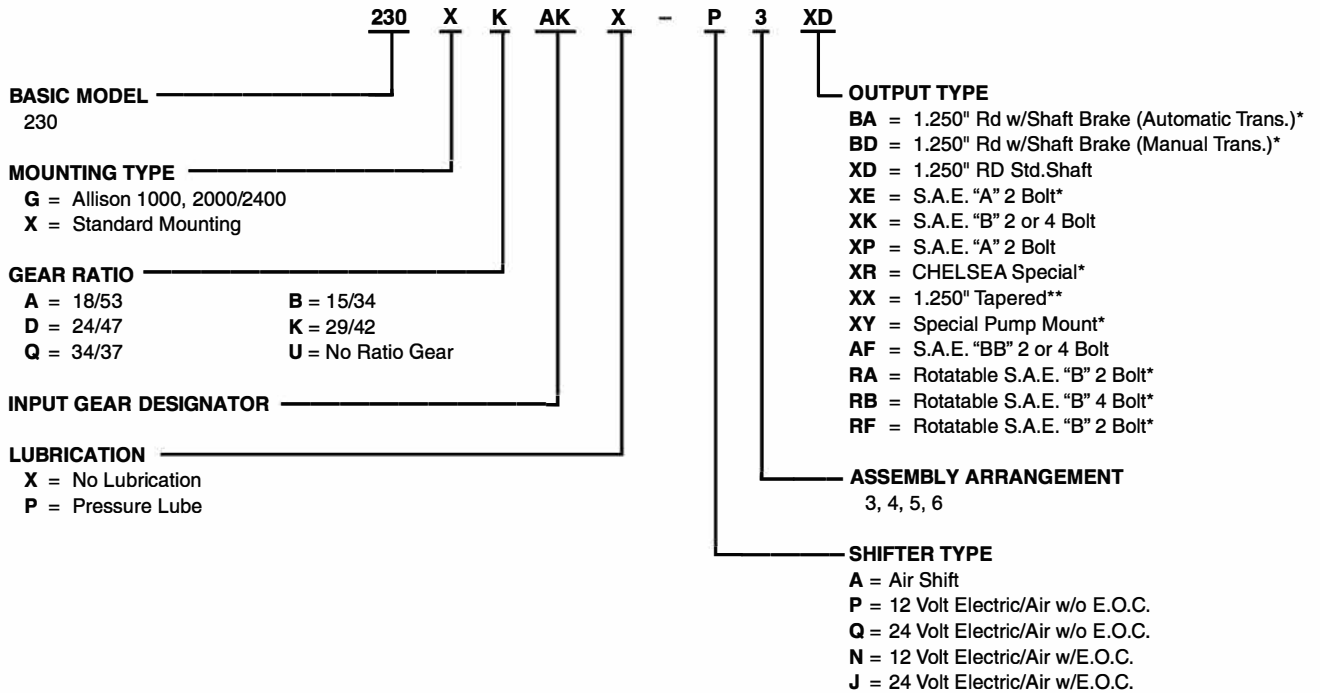 230 X K AK X – P 3 XD
BASIC MODEL
230
MOUNTING TYPE
G = Allison 1000, 2000/2400
X = Standard Mounting
GEAR RATIO
A = 18/53 B = 15/34
D = 24/47 K = 29/42
Q = 34/37 U = No Ratio Gear
INPUT GEAR DESIGNATOR
LUBRICATION
X = No Lubrication
P = Pressure Lube
OUTPUT TYPE
BA = 1.250" Rd w/Shaft Brake (Automatic Trans.)*
BD = 1.250" Rd w/Shaft Brake (Manual Trans.)*
XD = 1.250" RD Std.Shaft
XE = S.A.E. “A” 2 Bolt*
XK = S.A.E. “B” 2 or 4 Bolt
XP = S.A.E. “A” 2 Bolt
XR = CHELSEA Special*
XX = 1.250" Tapered**
XY = Special Pump Mount*
AF = S.A.E. “BB” 2 or 4 Bolt
RA = Rotatable S.A.E. “B” 2 Bolt*
RB = Rotatable S.A.E. “B” 4 Bolt*
RF = Rotatable S.A.E. “B” 2 Bolt*
ASSEMBLY ARRANGEMENT
3, 4, 5, 6
SHIFTER TYPE
A = Air Shift
P = 12 Volt Electric/Air w/o E.O.C.
Q = 24 Volt Electric/Air w/o E.O.C.
N = 12 Volt Electric/Air w/E.O.C.
J = 24 Volt Electric/Air w/E.O.C.